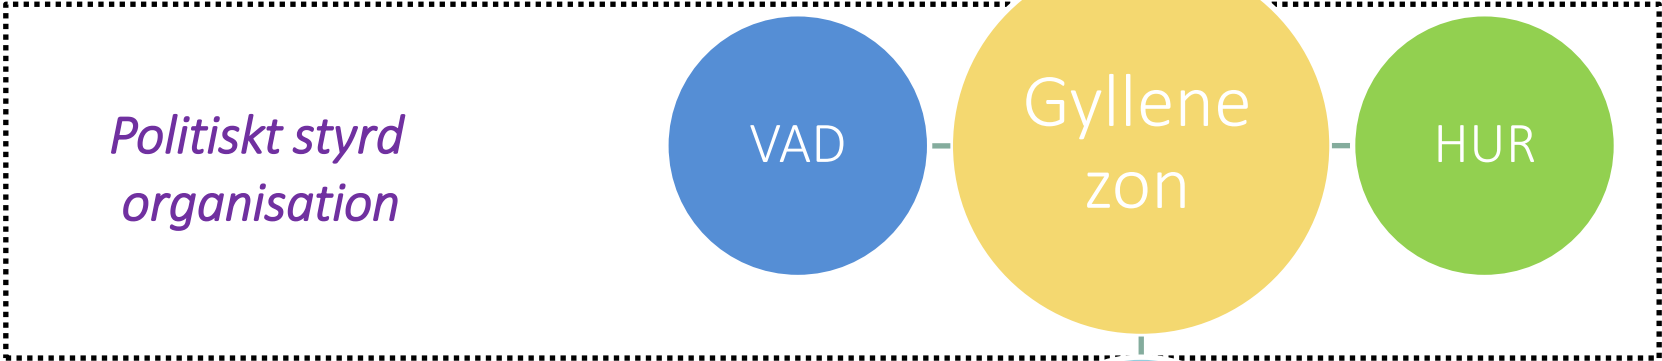 Politiskt styrd
organisation
VAD
Gyllene
zon
HUR